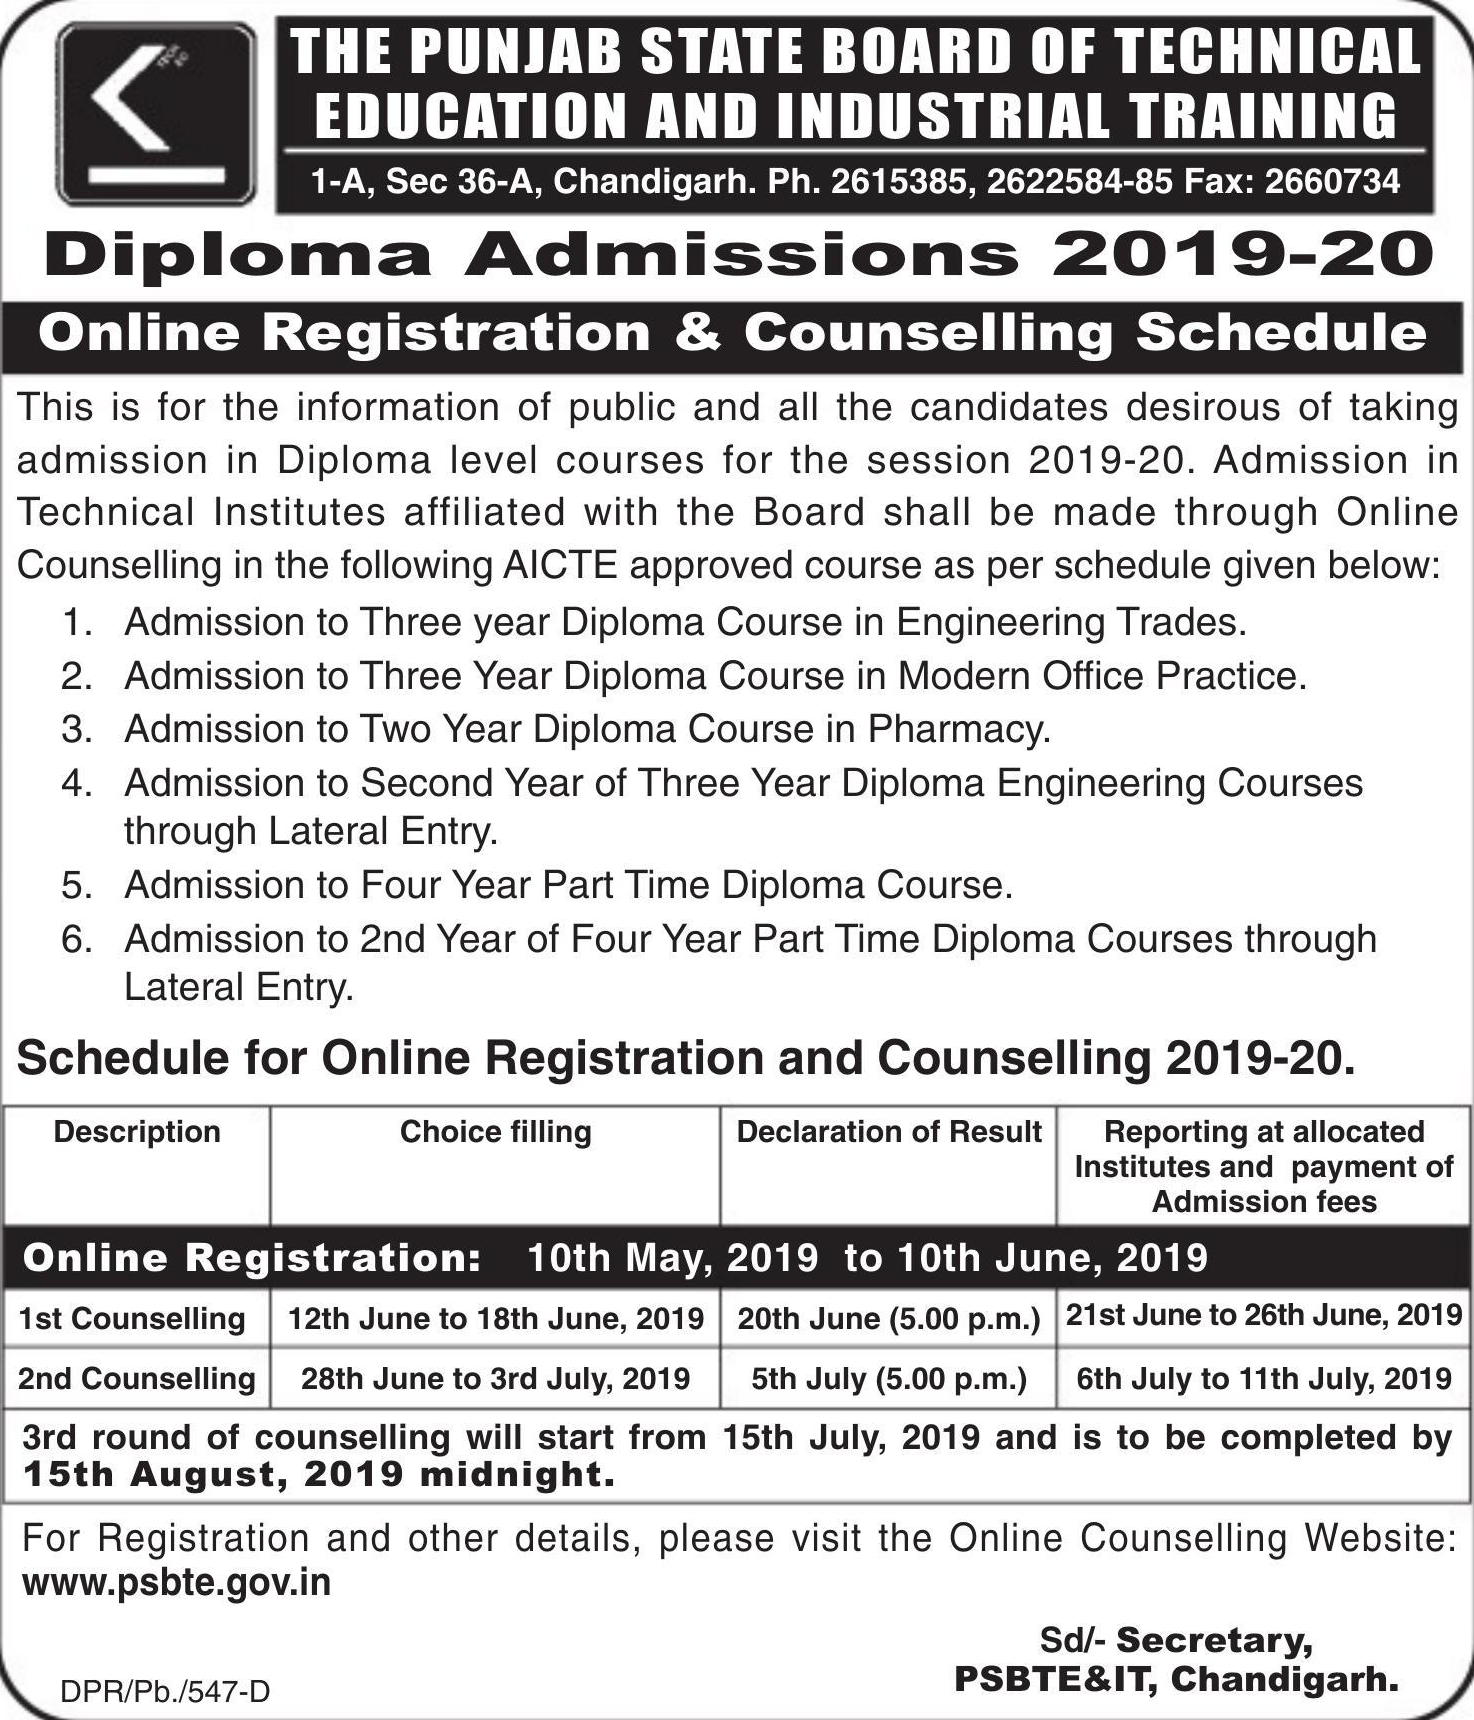 THE PUNJAB STATE BOARD OF TECHNICAL
EDUCATION AND INDUSTRIAL TRAINING
1-A, Sec 36-A, Chandigarh. Ph. 2615385, 2622584-85 Fax: 2660734
Diploma Admissions 2019-20
Online Registration & Counselling Schedule
This is for the information of public and all the candidates desirous of taking
admission in Diploma level courses for the session 2019-20. Admission in
Technical Institutes affiliated with the Board shall be made through Online
Counselling in the following AICTE approved course as per schedule given below:
1. Admission to Three year Diploma Course in Engineering Trades.
2. Admission to Three Year Diploma Course in Modern Office Practice.
3. Admission to Two Year Diploma Course in Pharmacy.
4. Admission to Second Year of Three Year Diploma Engineering Courses
through Lateral Entry.
5. Admission to Four Year Part Time Diploma Course.
6. Admission to 2nd Year of Four Year Part Time Diploma Courses through
Lateral Entry.
Schedule for Online Registration and Counselling 2019-20.
Description Choice filling Declaration of Result Reporting at allocated
Institutes and payment of
Admission fees
Online Registration: 10th May, 2019 to 10th June, 2019
1st Counselling 12th June to 18th June, 2019 20th June (5.00 p.m.) 21st June to 26th June, 2019
2nd Counselling 28th June to 3rd July, 2019 5th July (5.00 p.m.) 6th July to 11th July, 2019
3rd round of counselling will start from 15th July, 2019 and is to be completed by
15th August, 2019 midnight.
For Registration and other details, please visit the Online Counselling Website:
www.psbte.gov.in
Sd/- Secretary,
PSBTE&IT, Chandigarh.
DPR/Pb./547-D